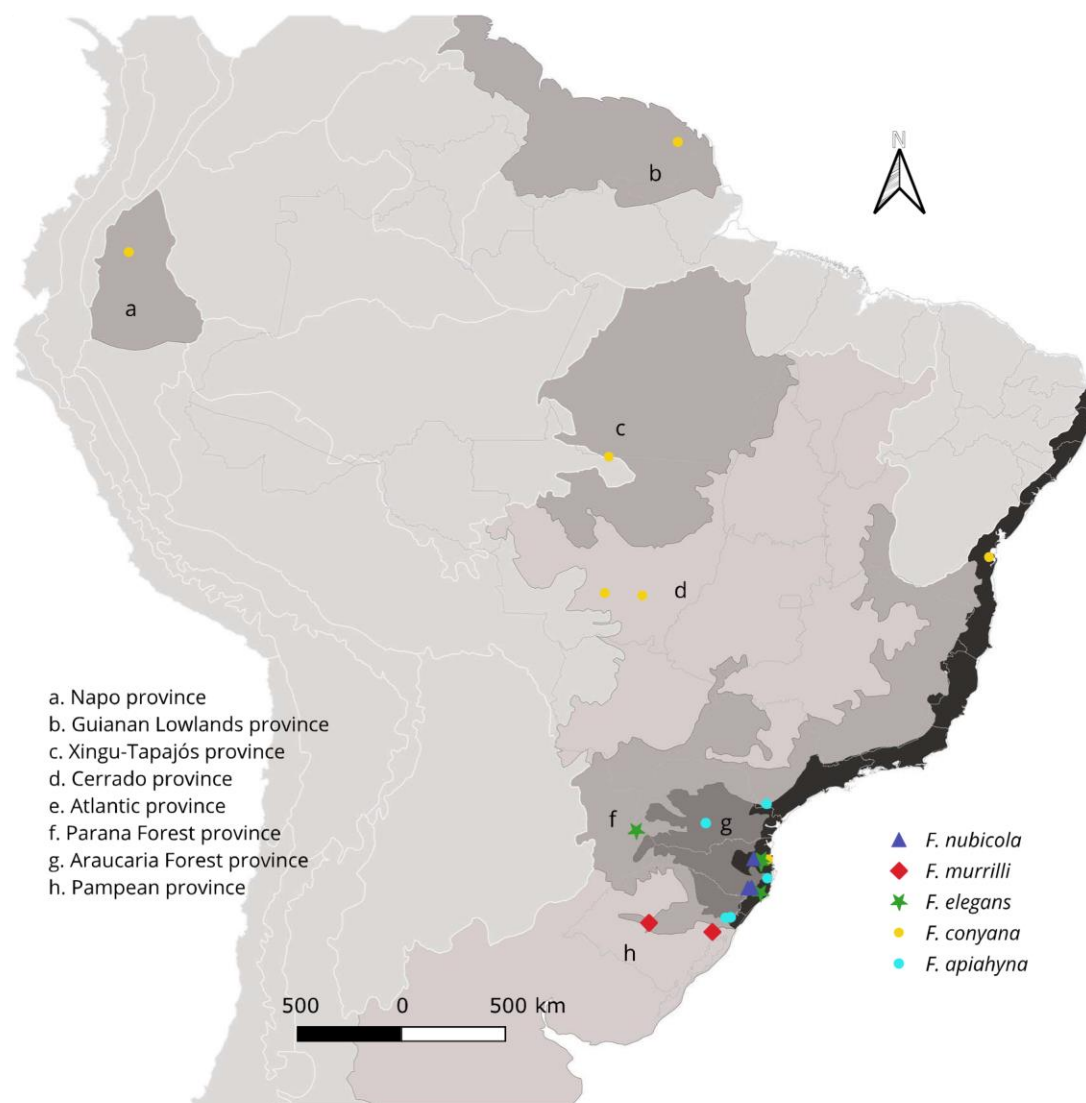 N
b
a
c
d
a. Napo province
b. Guianan Lowlands province
c. Xingu-Tapajós province
d. Cerrado province
e. Atlantic province
f. Parana Forest province
g. Araucaria Forest province
h. Pampean province
f
g
h
F. nubicola
F. murrilli
F. elegans
F. conyana
F. apiahyna
500 0 500 km